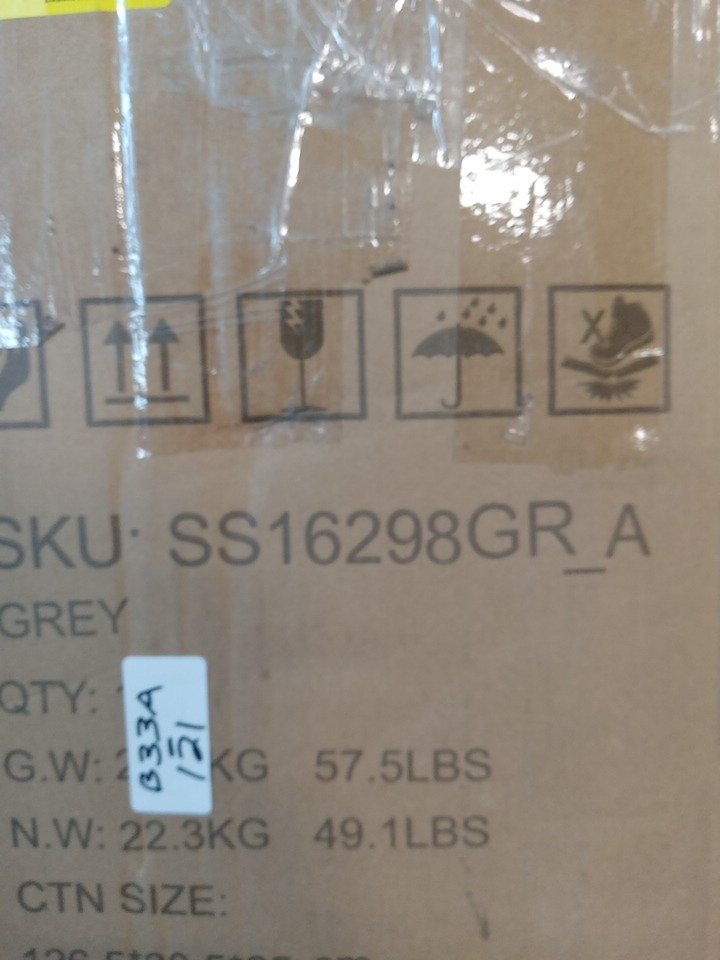 SKU: SS16298GR_A
GREY
QTY:
G.W: KG 57.5LBS
B33A
121
N.W: 22.3KG 49.1LBS
CTN SIZE: